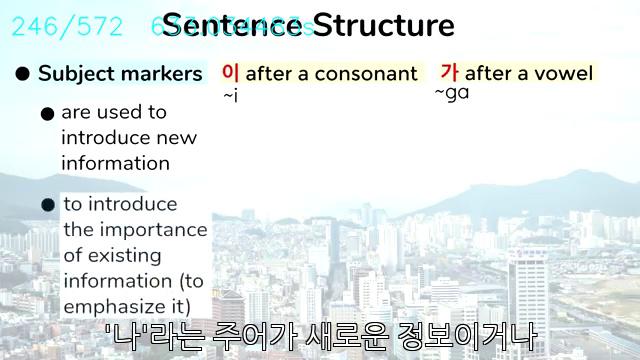 246/572
Sentence Structure
● Subject markers 이 after a consonant 가 after a vowel
~i ~ga
● are used to
introduce new
information
● to introduce
the importance
of existing
information (to
emphasize it)
'나'라는 주어가 새로운 정보이거나